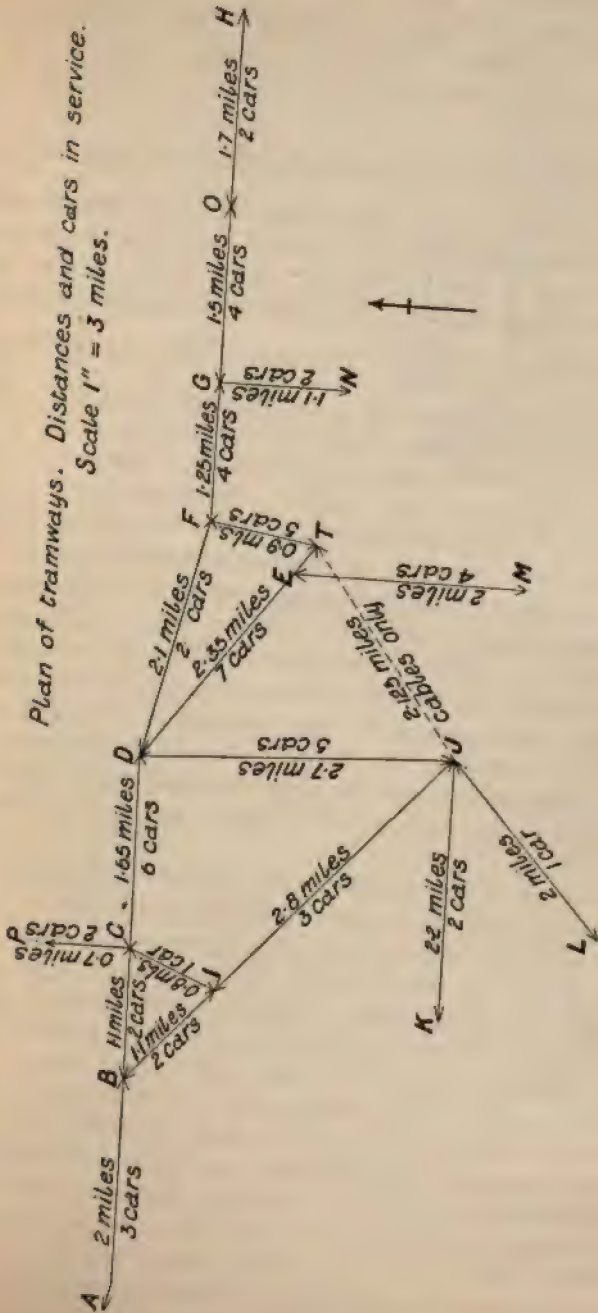 Plan of tramways. Distances and cars in service.
Scale 1" = 3 miles.
A
2 miles
3 cars
B
1·1 miles
2 cars
1·1 miles
2 cars
P
0·7 miles
2 cars
C
0·6 mls
1 car
I
1·65 miles
6 cars
D
2·1 miles
2 cars
2·35 miles
7 cars
2·7 miles
5 cars
2·8 miles
3 cars
J
2·2 miles
2 cars
K
2 miles
1 car
L
2·125 miles
cables only
F
0·9 mls
5 cars
T
E
2 miles
4 cars
M
1·25 miles
4 cars
G
1·1 miles
2 cars
N
1·5 miles
4 cars
O
1·7 miles
2 cars
H